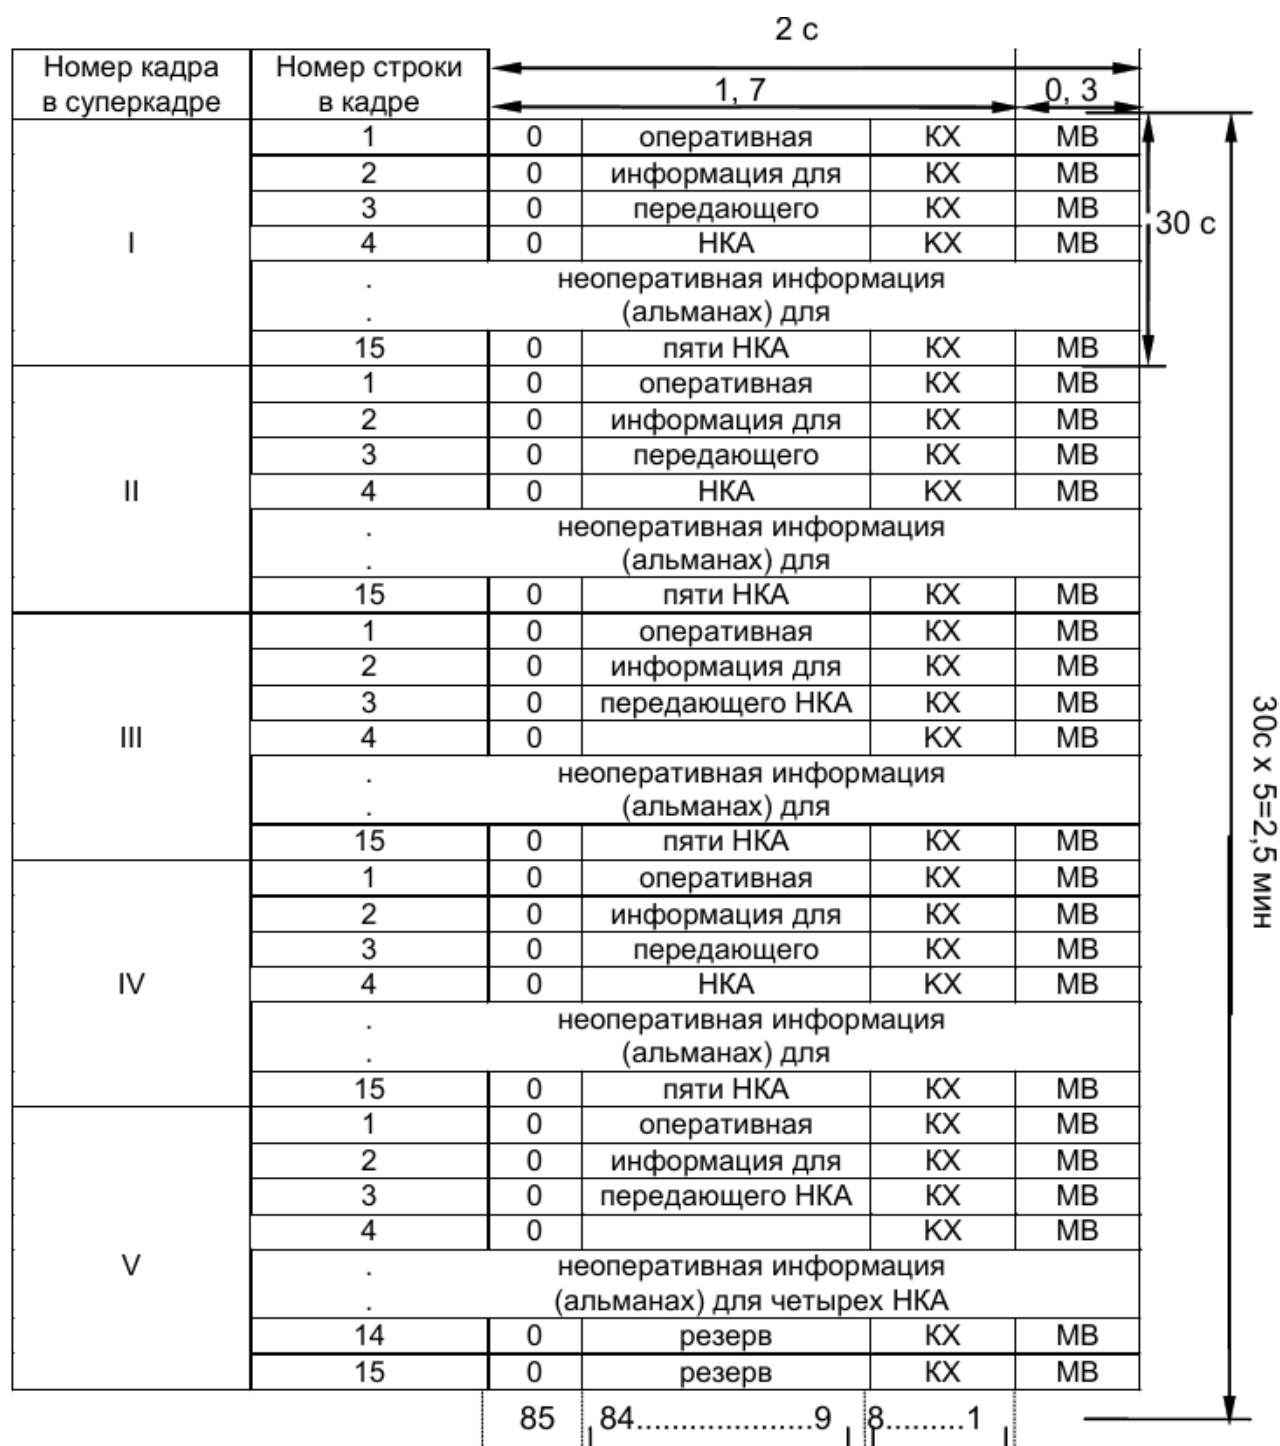 2 с
Номер кадра в суперкадре Номер строки в кадре 1, 7 0, 3
I
1 0 оперативная КХ МВ
2 0 информация для КХ МВ
3 0 передающего КХ МВ
4 0 НКА КХ МВ
. неоперативная информация
. (альманах) для
15 0 пяти НКА КХ МВ
30 с
II
1 0 оперативная КХ МВ
2 0 информация для КХ МВ
3 0 передающего КХ МВ
4 0 НКА КХ МВ
. неоперативная информация
. (альманах) для
15 0 пяти НКА КХ МВ
III
1 0 оперативная КХ МВ
2 0 информация для КХ МВ
3 0 передающего НКА КХ МВ
4 0 КХ МВ
. неоперативная информация
. (альманах) для
15 0 пяти НКА КХ МВ
30с х 5=2,5 мин
IV
1 0 оперативная КХ МВ
2 0 информация для КХ МВ
3 0 передающего КХ МВ
4 0 НКА КХ МВ
. неоперативная информация
. (альманах) для
15 0 пяти НКА КХ МВ
V
1 0 оперативная КХ МВ
2 0 информация для КХ МВ
3 0 передающего НКА КХ МВ
4 0 КХ МВ
. неоперативная информация
. (альманах) для четырех НКА
14 0 резерв КХ МВ
15 0 резерв КХ МВ
85 84....................9 8.........1